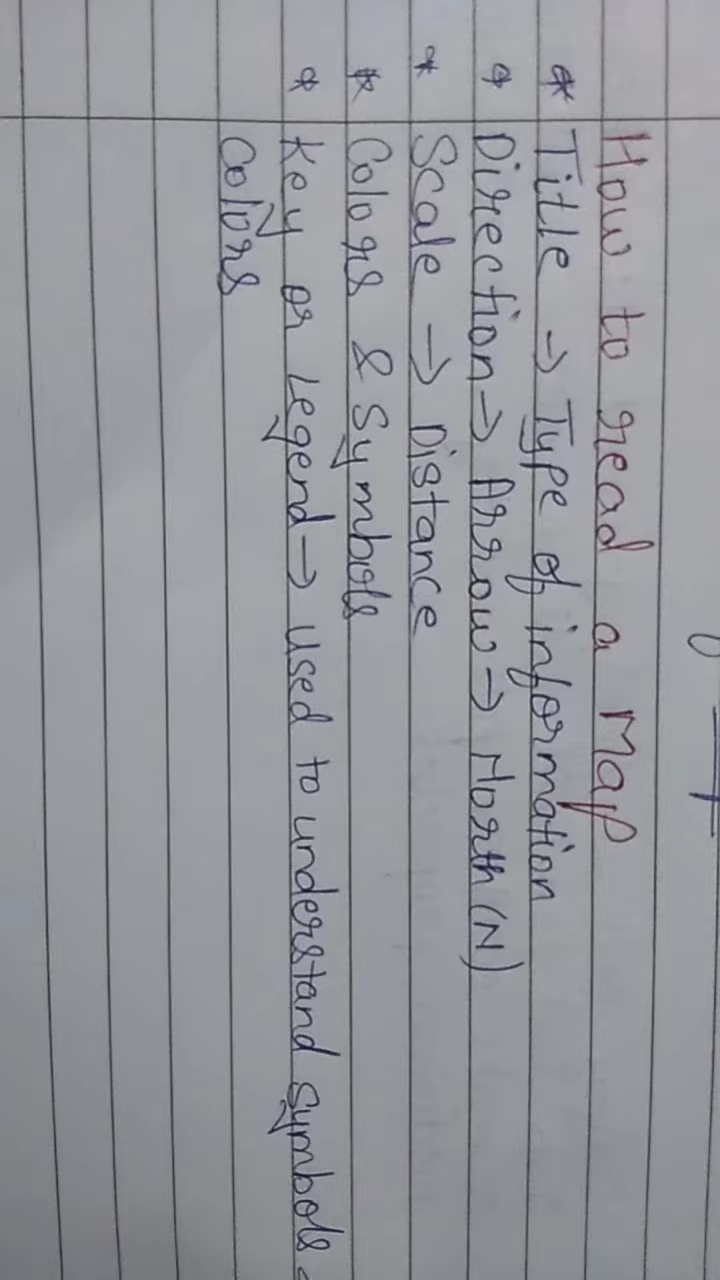 How to read a Map
* Title → Type of information
* Direction → Arrow → North (N)
* Scale → Distance
* Colors & Symbols
* Key or Legend → used to understand symbols
Colors